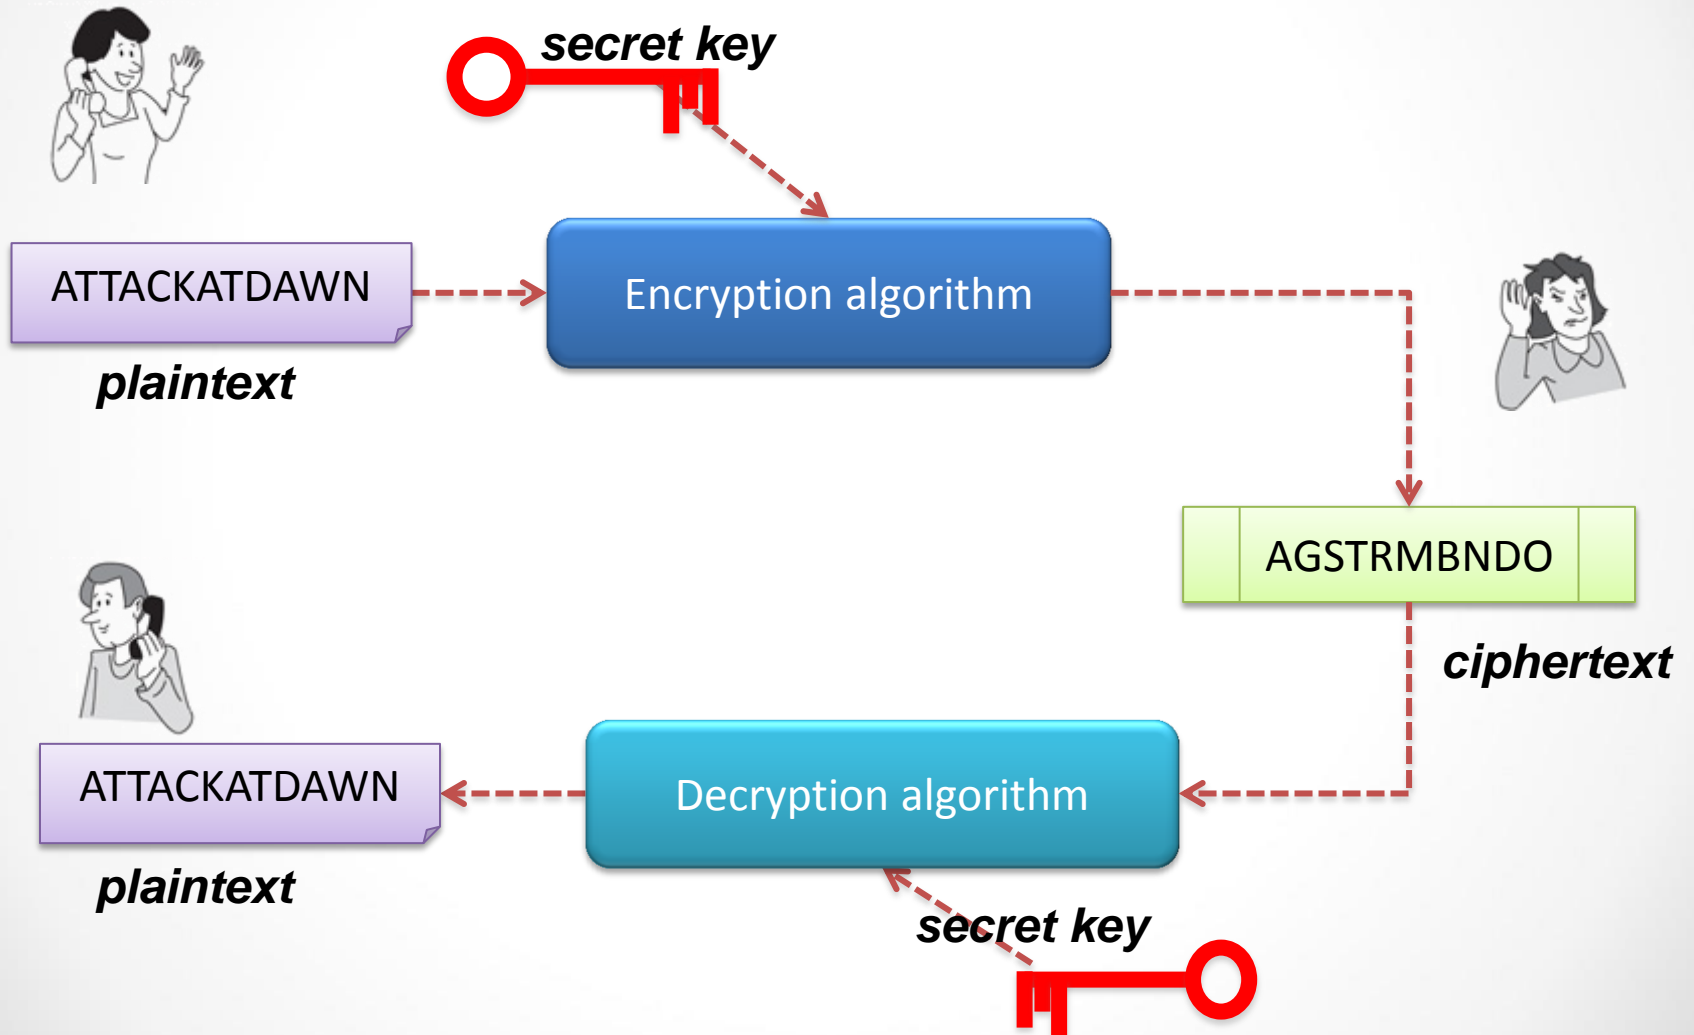 secret key
ATTACKATDAWN
Encryption algorithm
plaintext
AGSTRMBNDO
ciphertext
ATTACKATDAWN
Decryption algorithm
plaintext
secret key